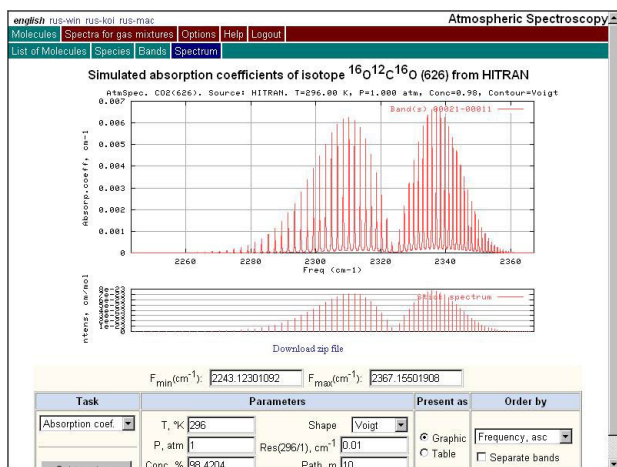 english rus-win rus-koi rus-mac
Atmospheric Spectroscopy
Molecules Spectra for gas mixtures Options Help Logout
List of Molecules Species Bands Spectrum
Simulated absorption coefficients of isotope 16O12C16O (626) from HITRAN
AtmSpec. CO2(626). Source: HITRAN. T=296.00 K, P=1.000 atm, Conc=0.98, Contour=Voigt
Band(s) 00021-00011
Absorp.coeff, cm-1
0.007
0.006
0.005
0.004
0.003
0.002
0.001
0
2260 2280 2300 2320 2340 2360
Freq (cm-1)
ntens, cm/mol
Stick spectrum
Download zip file
Fmin(cm-1): 2243.12301092 Fmax(cm-1): 2367.15501908
Task Parameters Present as Order by
Absorption coef. T, °K 296 Shape Voigt Graphic Frequency, asc
P, atm 1 Res(296/1), cm-1 0.01 Table Separate bands
Conc, % 98.4204 Path, m 10